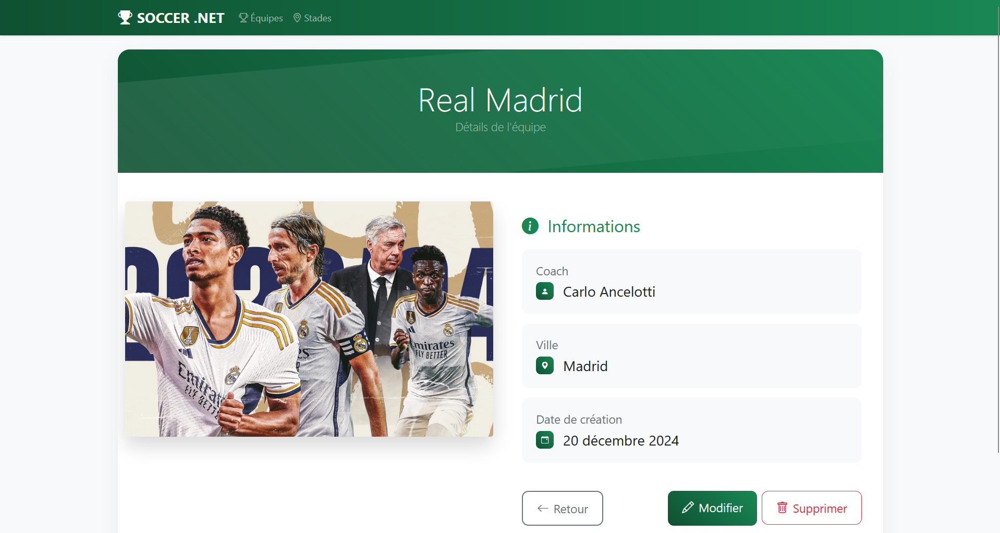 SOCCER .NET
Équipes
Stades
Real Madrid
Détails de l'équipe
Informations
Coach
Carlo Ancelotti
Ville
Madrid
Date de création
20 décembre 2024
Retour
Modifier
Supprimer
FIFA
FLY BETTER
Emirates
FLY BETTER